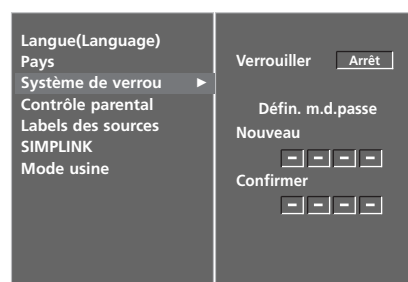 Langue(Language)
Pays
Système de verrou ►
Contrôle parental
Labels des sources
SIMPLINK
Mode usine
Verrouiller Arrêt
Défin. m.d.passe
Nouveau
– – – –
Confirmer
– – – –